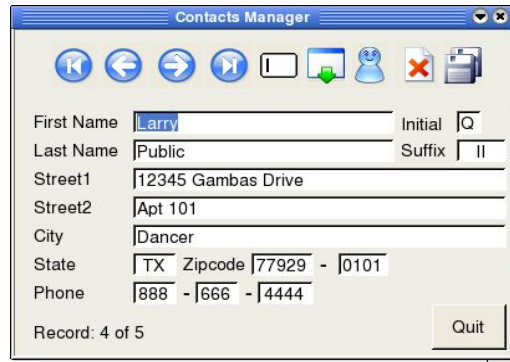 Contacts Manager
First Name Larry Initial Q
Last Name Public Suffix II
Street1 12345 Gambas Drive
Street2 Apt 101
City Dancer
State TX Zipcode 77929 - 0101
Phone 888 - 666 - 4444
Record: 4 of 5 Quit